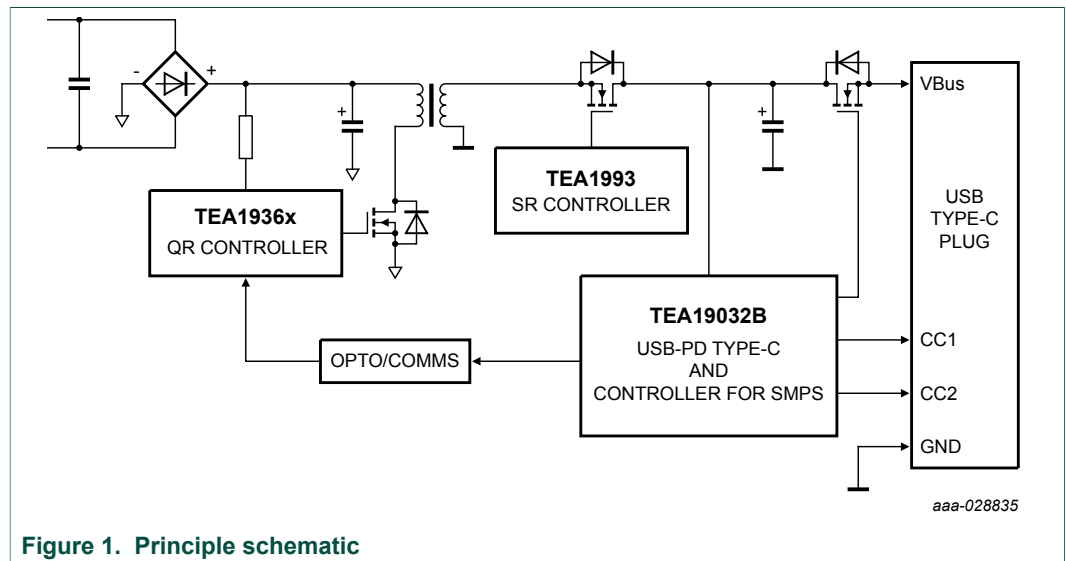 -
+
+
+
VBus
TEA1993
SR CONTROLLER
TEA1936x
QR CONTROLLER
USB
TYPE-C
PLUG
TEA19032B
USB-PD TYPE-C
AND
CONTROLLER FOR SMPS
OPTO/COMMS
CC1
CC2
GND
aaa-028835
Figure 1. Principle schematic